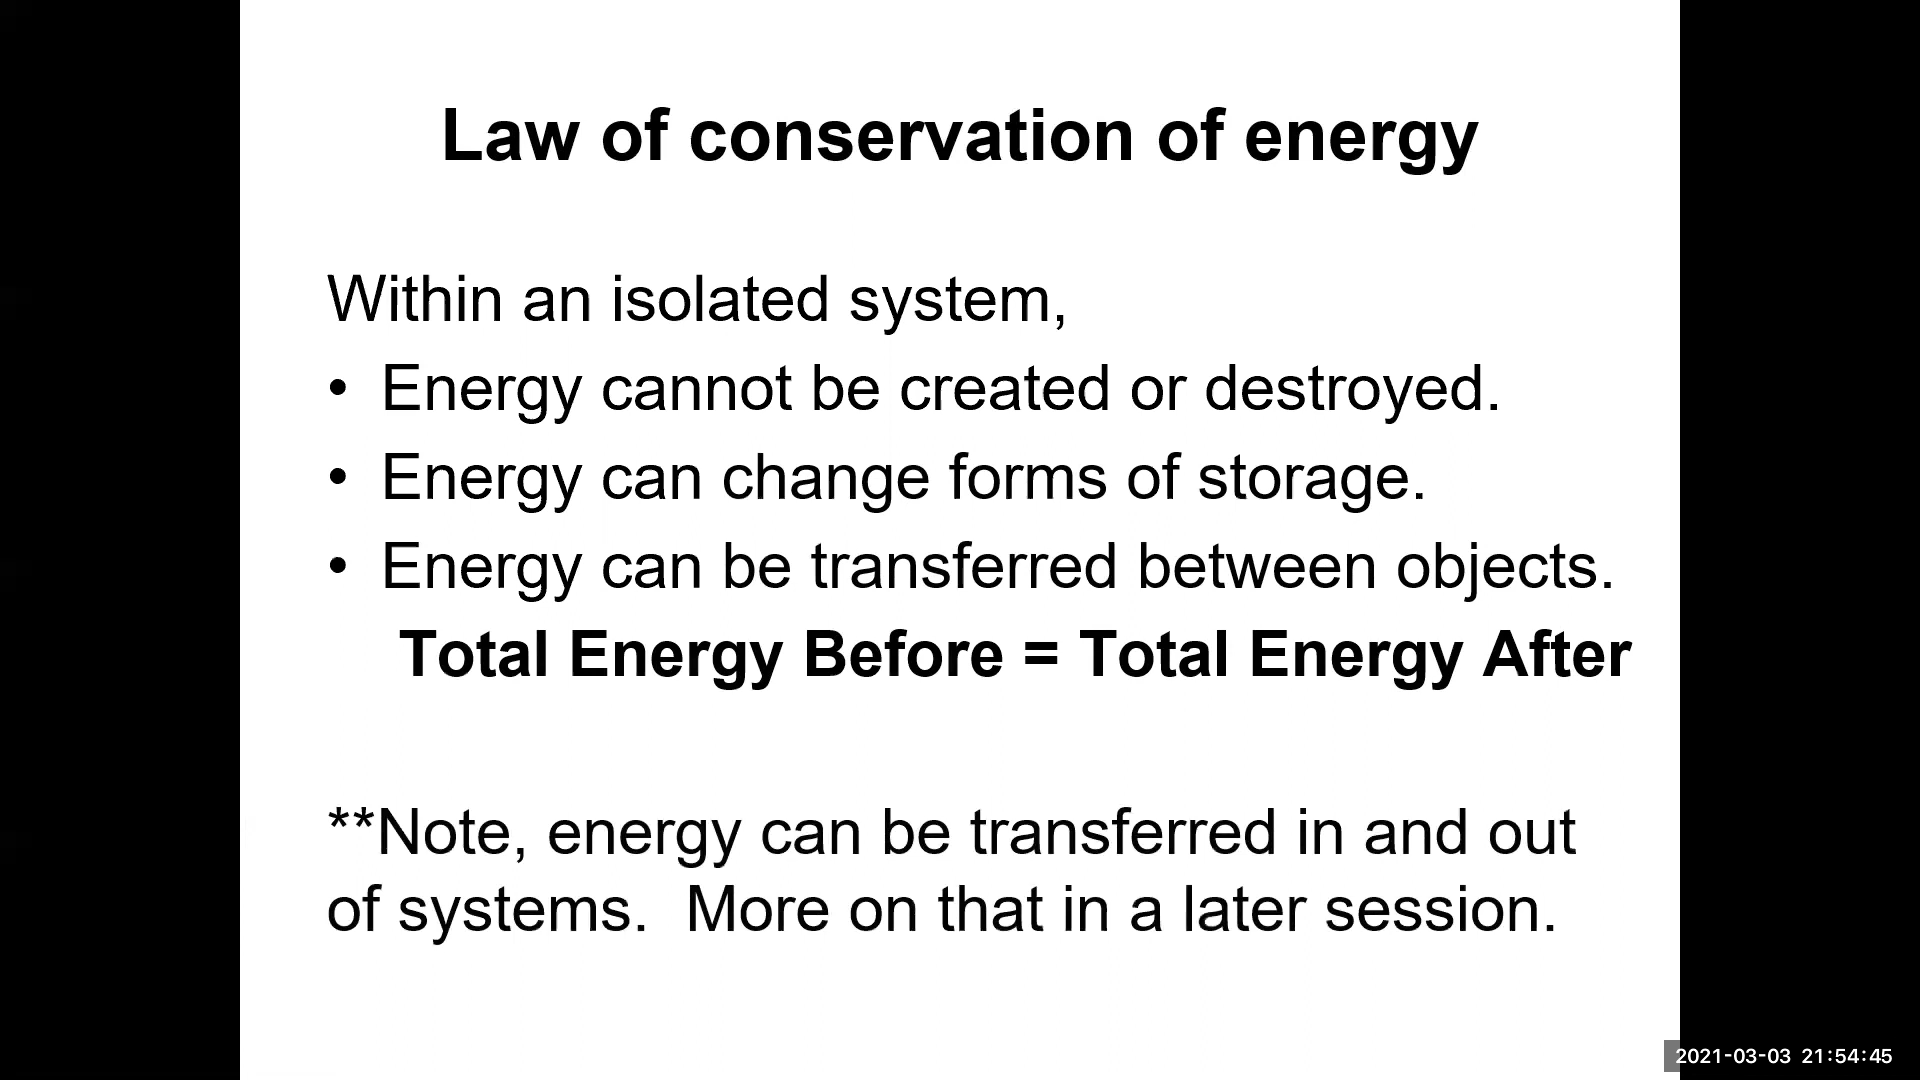 Law of conservation of energy
Within an isolated system,
• Energy cannot be created or destroyed.
• Energy can change forms of storage.
• Energy can be transferred between objects.
Total Energy Before = Total Energy After
**Note, energy can be transferred in and out
of systems.  More on that in a later session.
2021-03-03 21:54:45